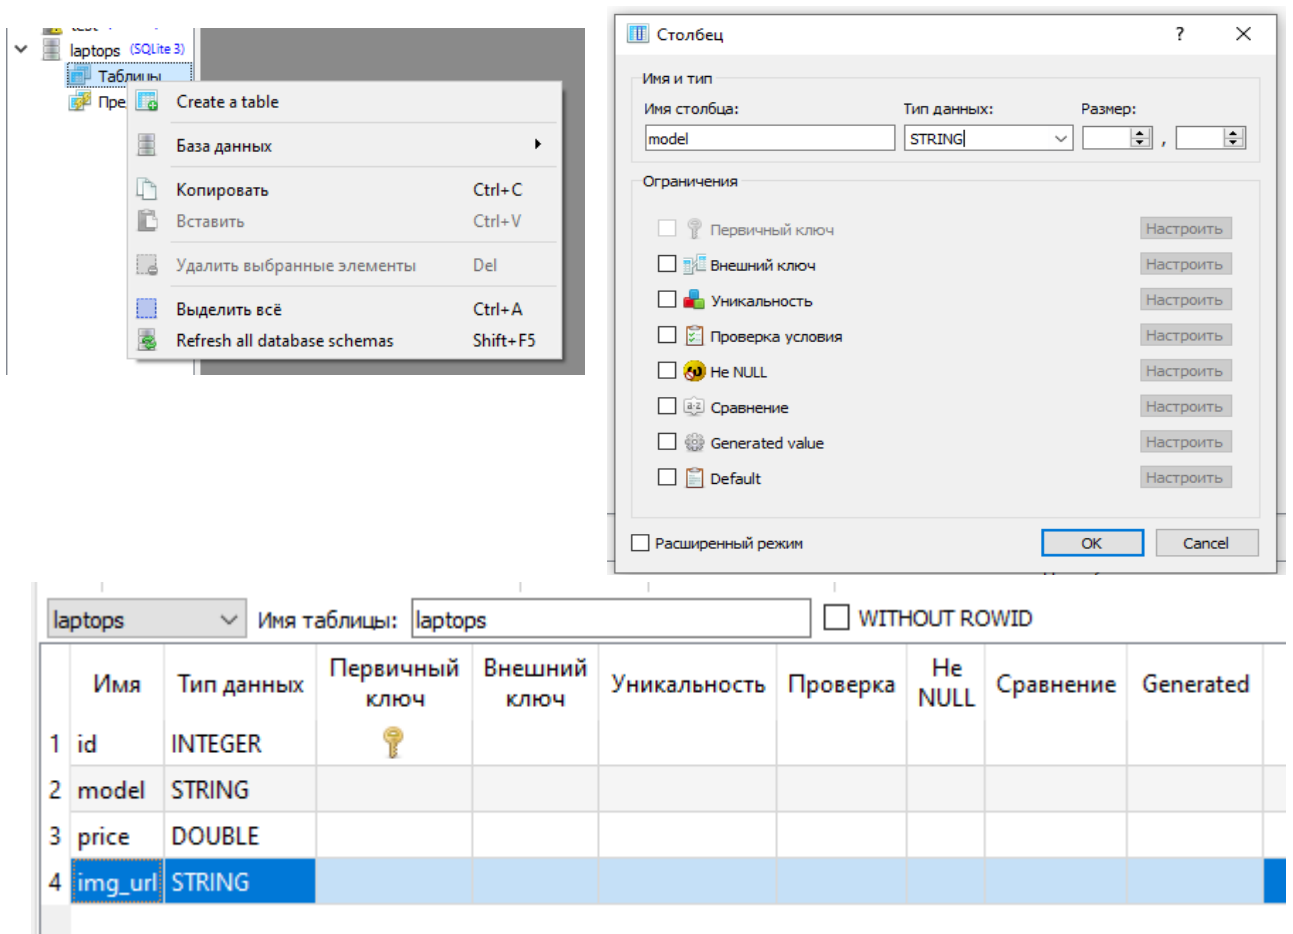 laptops (SQLite 3)
Таблицы
Пре
Create a table
База данных
Копировать Ctrl+C
Вставить Ctrl+V
Удалить выбранные элементы Del
Выделить всё Ctrl+A
Refresh all database schemas Shift+F5
Столбец ? ×
Имя и тип
Имя столбца: Тип данных: Размер:
model STRING ,
Ограничения
Первичный ключ Настроить
Внешний ключ Настроить
Уникальность Настроить
Проверка условия Настроить
Не NULL Настроить
Сравнение Настроить
Generated value Настроить
Default Настроить
Расширенный режим OK Cancel
laptops Имя таблицы: laptops WITHOUT ROWID
Имя Тип данных Первичный ключ Внешний ключ Уникальность Проверка Не NULL Сравнение Generated
1 id INTEGER
2 model STRING
3 price DOUBLE
4 img_url STRING